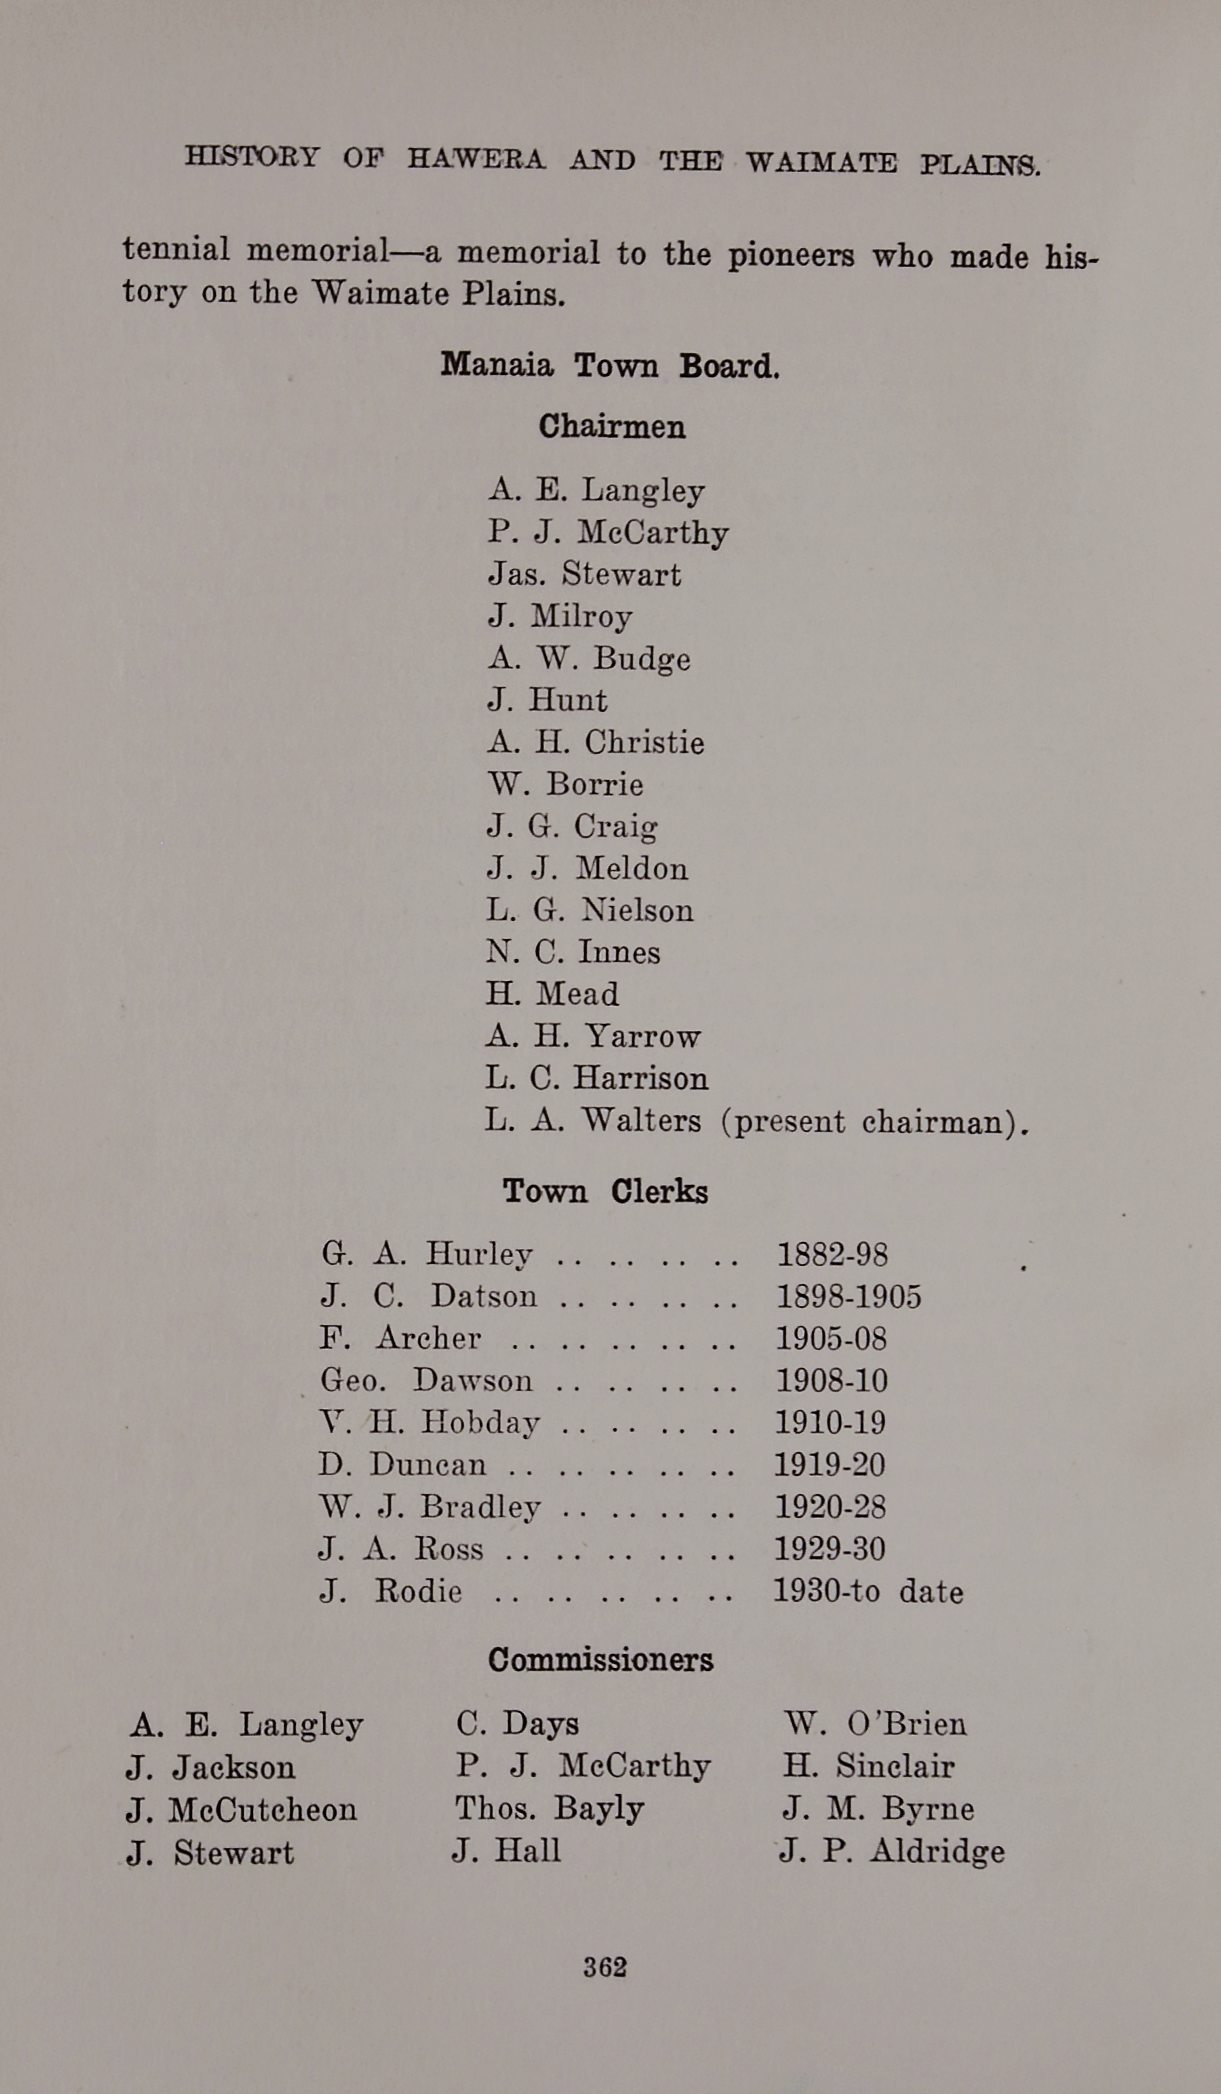 HISTORY OF HAWERA AND THE WAIMATE PLAINS.
tennial memorial—a memorial to the pioneers who made his-
tory on the Waimate Plains.
Manaia Town Board.
Chairmen
A. E. Langley
P. J. McCarthy
Jas. Stewart
J. Milroy
A. W. Budge
J. Hunt
A. H. Christie
W. Borrie
J. G. Craig
J. J. Meldon
L. G. Nielson
N. C. Innes
H. Mead
A. H. Yarrow
L. C. Harrison
L. A. Walters (present chairman).
Town Clerks
G. A. Hurley .. .. .. .. 1882-98
J. C. Datson .. .. .. .. 1898-1905
F. Archer .. .. .. .. .. 1905-08
Geo. Dawson .. .. .. .. 1908-10
V. H. Hobday .. .. .. .. 1910-19
D. Duncan .. .. .. .. .. 1919-20
W. J. Bradley .. .. .. .. 1920-28
J. A. Ross .. .. .. .. .. 1929-30
J. Rodie .. .. .. .. .. 1930-to date
Commissioners
A. E. Langley C. Days W. O'Brien
J. Jackson P. J. McCarthy H. Sinclair
J. McCutcheon Thos. Bayly J. M. Byrne
J. Stewart J. Hall J. P. Aldridge
362